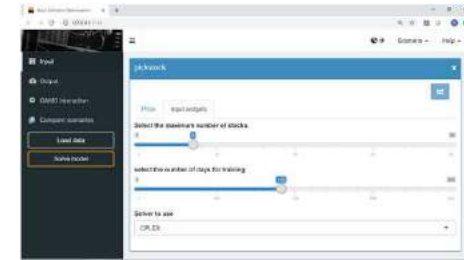 Input
pickstock
Output
GAMS Interaction
Compare scenarios
Load data
Solve model
Scenario
Help
Price
Input widgets
Select the maximum number of stocks
select the number of days for training
Solver to use
CPLEX